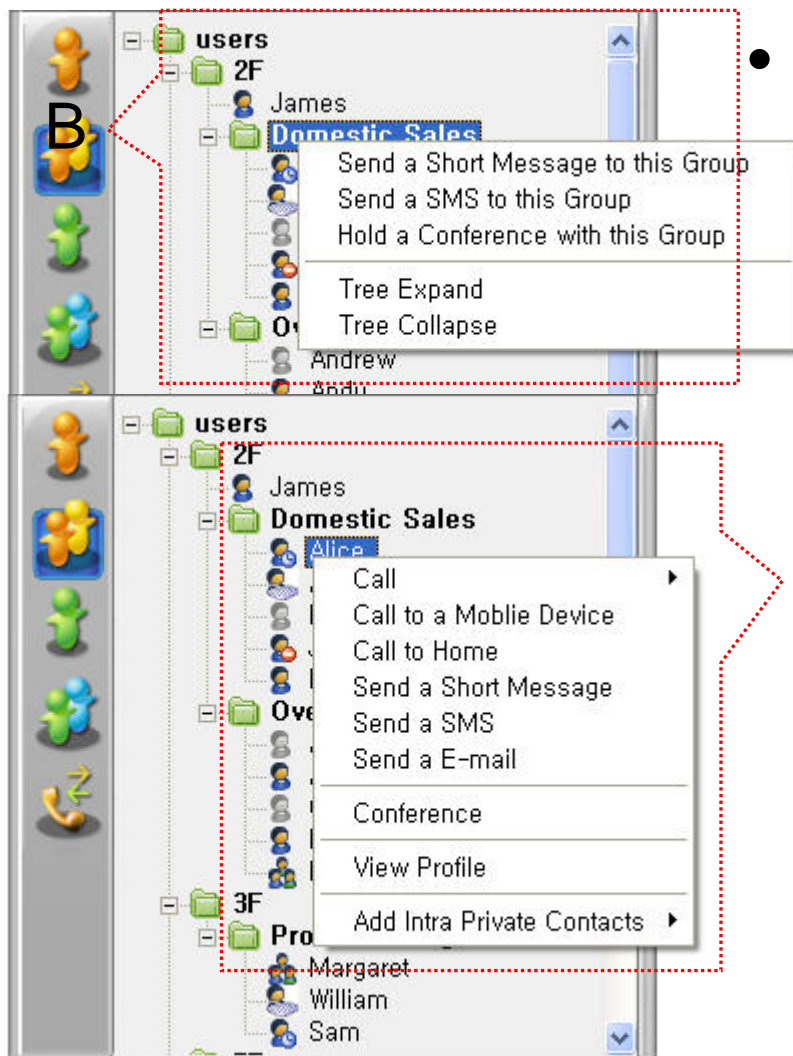 users
2F
B
James
Domestic Sales
Send a Short Message to this Group
Send a SMS to this Group
Hold a Conference with this Group
Tree Expand
Tree Collapse
Andrew
Andy
users
2F
James
Domestic Sales
Alice
Call
Call to a Moblie Device
Call to Home
Send a Short Message
Send a SMS
Send a E-mail
Conference
View Profile
Add Intra Private Contacts
3F
Margaret
William
Sam